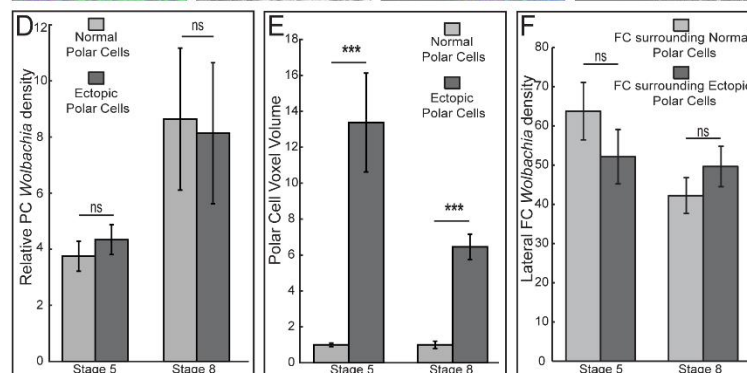 D
Relative PC Wolbachia density
12
10
8
6
4
2
0
Normal
Polar Cells
Ectopic
Polar Cells
ns
ns
Stage 5
Stage 8
E
Polar Cell Voxel Volume
18
16
14
12
10
8
6
4
2
0
Normal
Polar Cells
Ectopic
Polar Cells
***
***
Stage 5
Stage 8
F
Lateral FC Wolbachia density
80
70
60
50
40
30
20
10
0
FC surrounding Normal
Polar Cells
FC surrounding Ectopic
Polar Cells
ns
ns
Stage 5
Stage 8